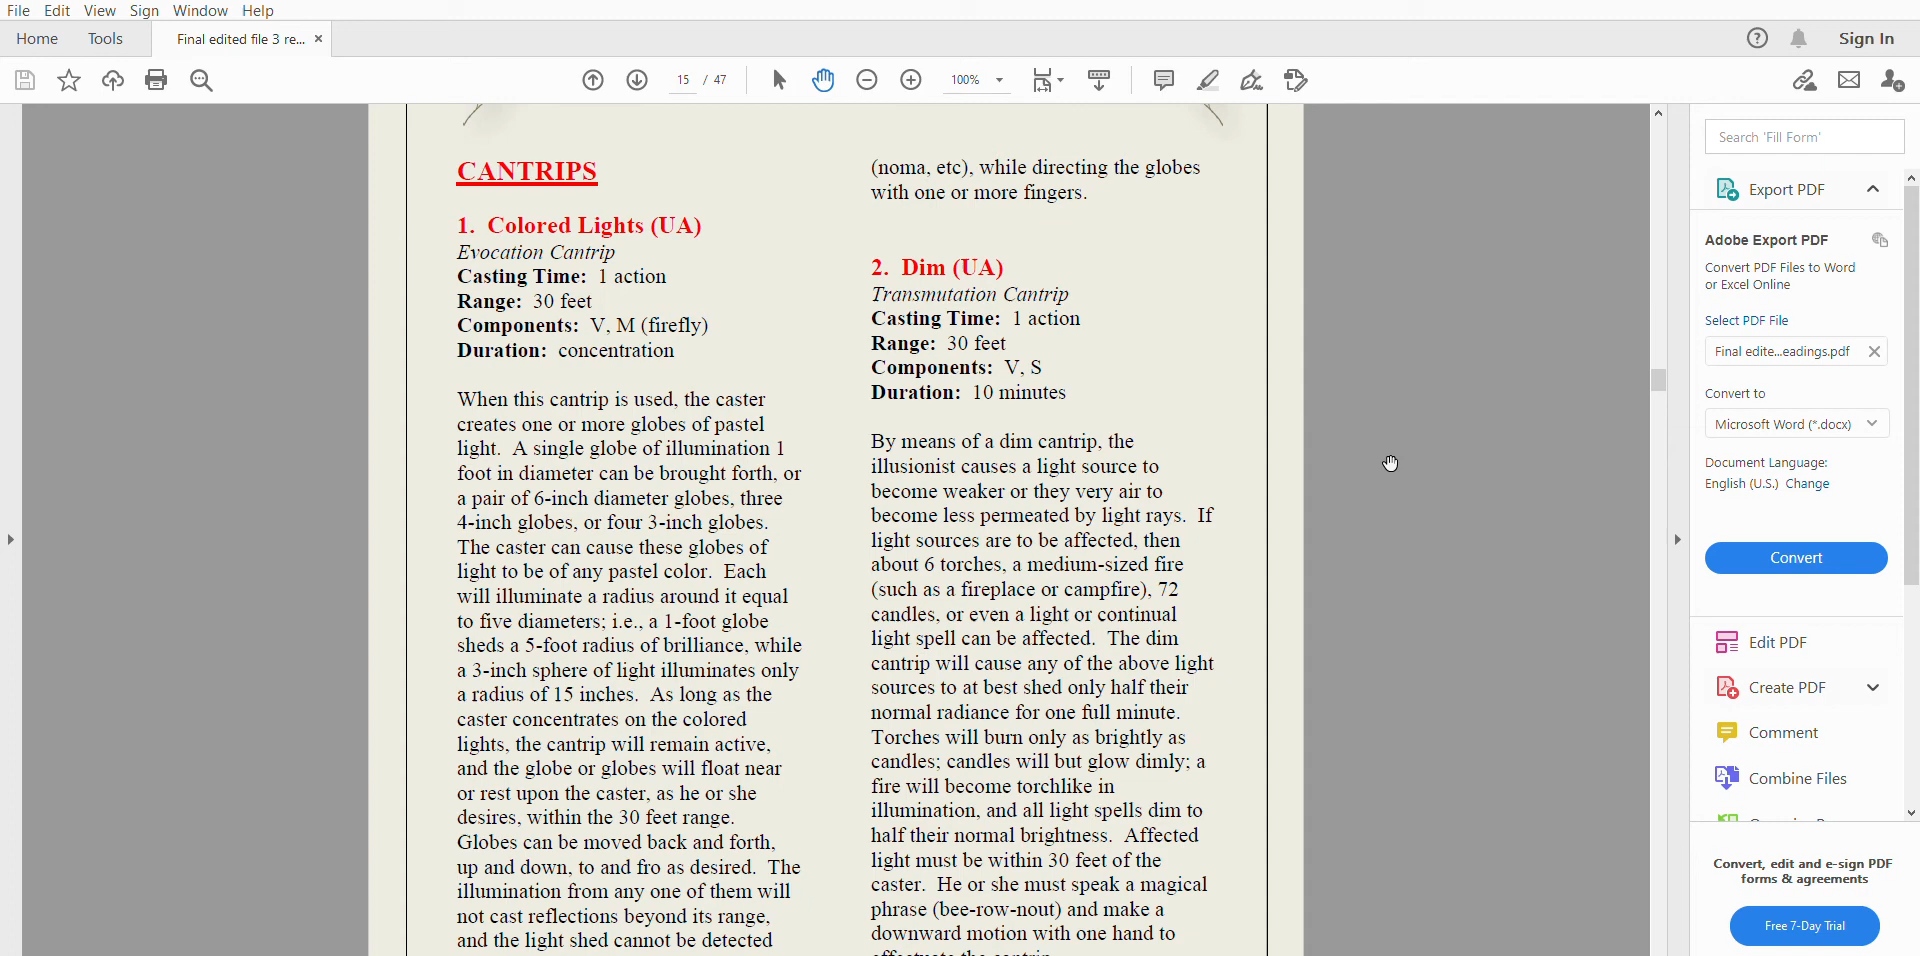 File Edit View Sign Window Help
Home Tools Final edited file 3 re... × Sign In
15 / 47 100%
CANTRIPS
1. Colored Lights (UA)
Evocation Cantrip
Casting Time: 1 action
Range: 30 feet
Components: V, M (firefly)
Duration: concentration
When this cantrip is used, the caster
creates one or more globes of pastel
light. A single globe of illumination 1
foot in diameter can be brought forth, or
a pair of 6-inch diameter globes, three
4-inch globes, or four 3-inch globes.
The caster can cause these globes of
light to be of any pastel color. Each
will illuminate a radius around it equal
to five diameters; i.e., a 1-foot globe
sheds a 5-foot radius of brilliance, while
a 3-inch sphere of light illuminates only
a radius of 15 inches. As long as the
caster concentrates on the colored
lights, the cantrip will remain active,
and the globe or globes will float near
or rest upon the caster, as he or she
desires, within the 30 feet range.
Globes can be moved back and forth,
up and down, to and fro as desired. The
illumination from any one of them will
not cast reflections beyond its range,
and the light shed cannot be detected
(noma, etc), while directing the globes
with one or more fingers.
2. Dim (UA)
Transmutation Cantrip
Casting Time: 1 action
Range: 30 feet
Components: V, S
Duration: 10 minutes
By means of a dim cantrip, the
illusionist causes a light source to
become weaker or they very air to
become less permeated by light rays. If
light sources are to be affected, then
about 6 torches, a medium-sized fire
(such as a fireplace or campfire), 72
candles, or even a light or continual
light spell can be affected. The dim
cantrip will cause any of the above light
sources to at best shed only half their
normal radiance for one full minute.
Torches will burn only as brightly as
candles; candles will but glow dimly; a
fire will become torchlike in
illumination, and all light spells dim to
half their normal brightness. Affected
light must be within 30 feet of the
caster. He or she must speak a magical
phrase (bee-row-nout) and make a
downward motion with one hand to
Search 'Fill Form'
Export PDF
Adobe Export PDF
Convert PDF Files to Word
or Excel Online
Select PDF File
Final edite...eadings.pdf
Convert to
Microsoft Word (*.docx)
Document Language:
English (U.S.) Change
Convert
Edit PDF
Create PDF
Comment
Combine Files
Convert, edit and e-sign PDF
forms & agreements
Free 7-Day Trial